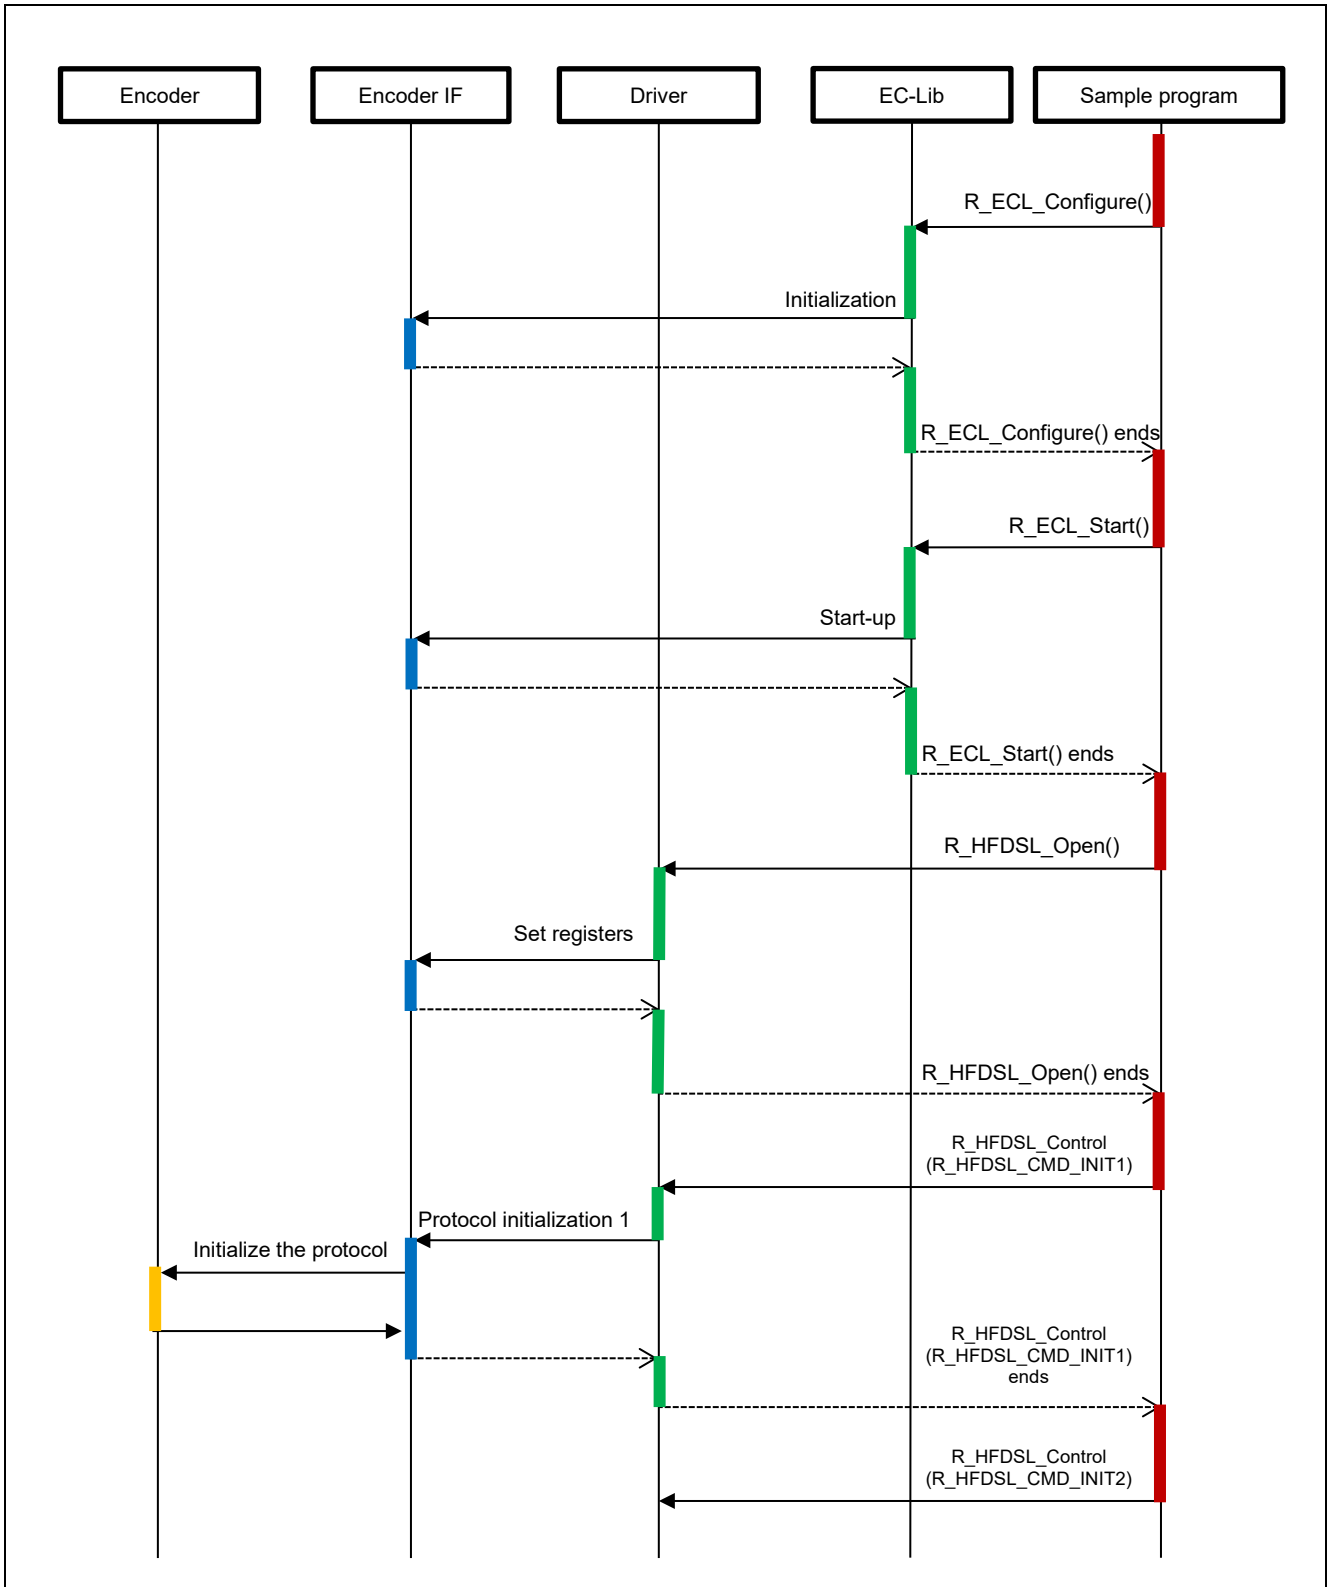 Encoder
Encoder IF
Driver
EC-Lib
Sample program
R_ECL_Configure()
Initialization
R_ECL_Configure() ends
R_ECL_Start()
Start-up
R_ECL_Start() ends
R_HFDSL_Open()
Set registers
R_HFDSL_Open() ends
R_HFDSL_Control
(R_HFDSL_CMD_INIT1)
Protocol initialization 1
Initialize the protocol
R_HFDSL_Control
(R_HFDSL_CMD_INIT1)
ends
R_HFDSL_Control
(R_HFDSL_CMD_INIT2)